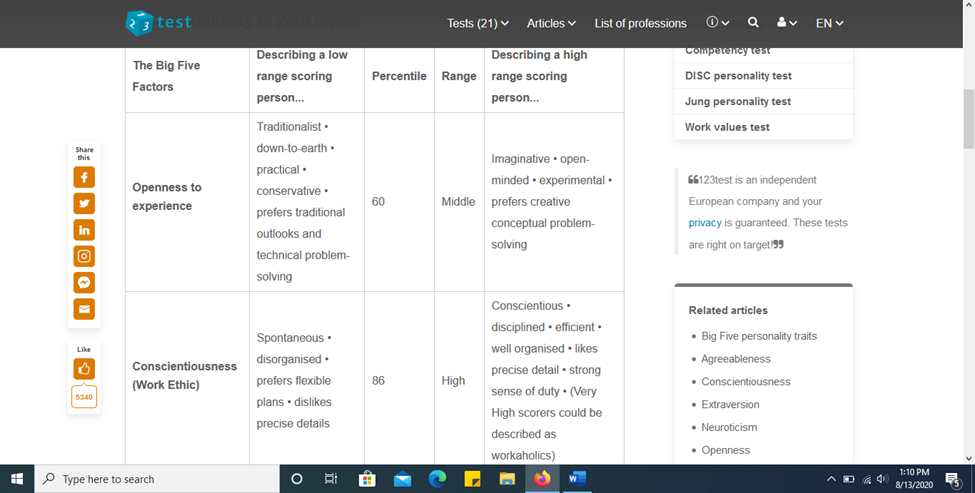 123test
summary of your report
Tests (21)
Articles
List of professions
EN
The Big Five
Factors
Describing a low
range scoring
person...
Percentile
Range
Describing a high
range scoring
person...
Openness to
experience
Traditionalist •
down-to-earth •
practical •
conservative •
prefers traditional
outlooks and
technical problem-
solving
60
Middle
Imaginative • open-
minded • experimental •
prefers creative
conceptual problem-
solving
Conscientiousness
(Work Ethic)
Spontaneous •
disorganised •
prefers flexible
plans • dislikes
precise details
86
High
Conscientious •
disciplined • efficient •
well organised • likes
precise detail • strong
sense of duty • (Very
High scorers could be
described as
workaholics)
Share
this
Like
5340
Competency test
DISC personality test
Jung personality test
Work values test
❝123test is an independent
European company and your
privacy is guaranteed. These tests
are right on target!❞
Related articles
• Big Five personality traits
• Agreeableness
• Conscientiousness
• Extraversion
• Neuroticism
• Openness
Type here to search
1:10 PM
8/13/2020
5